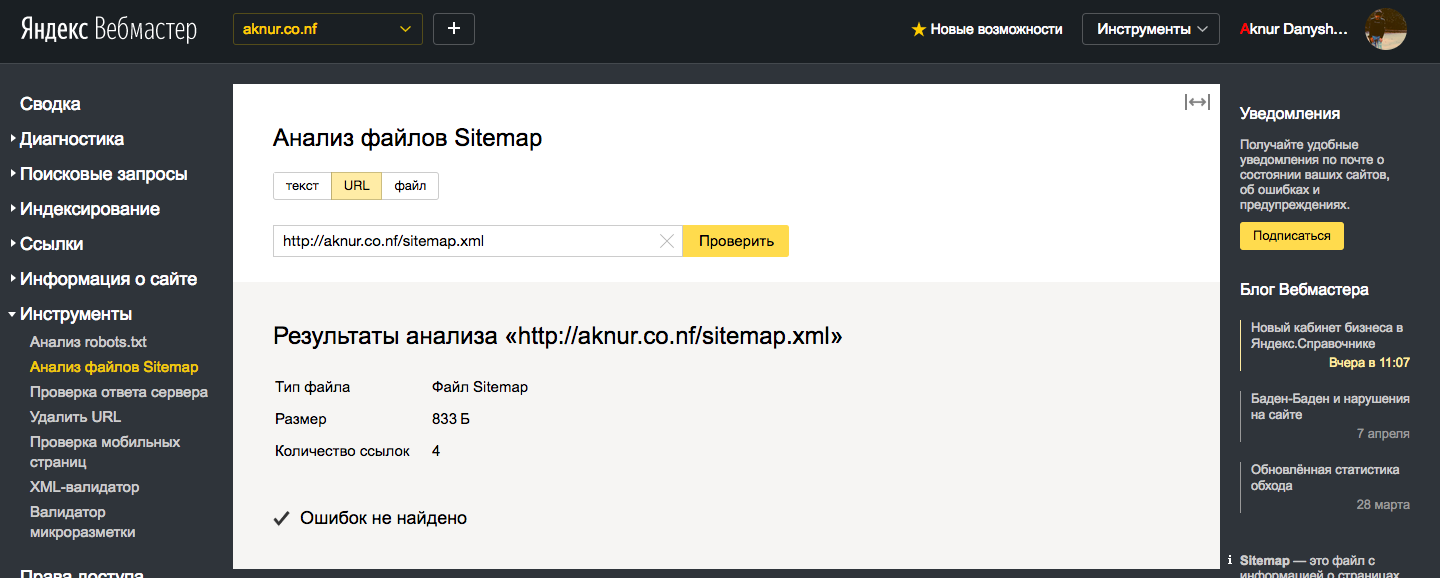 Яндекс Вебмастер
aknur.co.nf
+
Новые возможности
Инструменты
Aknur Danysh...
Сводка
Диагностика
Поисковые запросы
Индексирование
Ссылки
Информация о сайте
Инструменты
Анализ robots.txt
Анализ файлов Sitemap
Проверка ответа сервера
Удалить URL
Проверка мобильных
страниц
XML-валидатор
Валидатор
микроразметки
Права доступа
Анализ файлов Sitemap
текст URL файл
http://aknur.co.nf/sitemap.xml
Проверить
Результаты анализа «http://aknur.co.nf/sitemap.xml»
Тип файла Файл Sitemap
Размер 833 Б
Количество ссылок 4
Ошибок не найдено
Уведомления
Получайте удобные
уведомления по почте о
состоянии ваших сайтов,
об ошибках и
предупреждениях.
Подписаться
Блог Вебмастера
Новый кабинет бизнеса в
Яндекс.Справочнике
Вчера в 11:07
Баден-Баден и нарушения
на сайте
7 апреля
Обновлённая статистика
обхода
28 марта
i Sitemap — это файл с
информацией о страницах